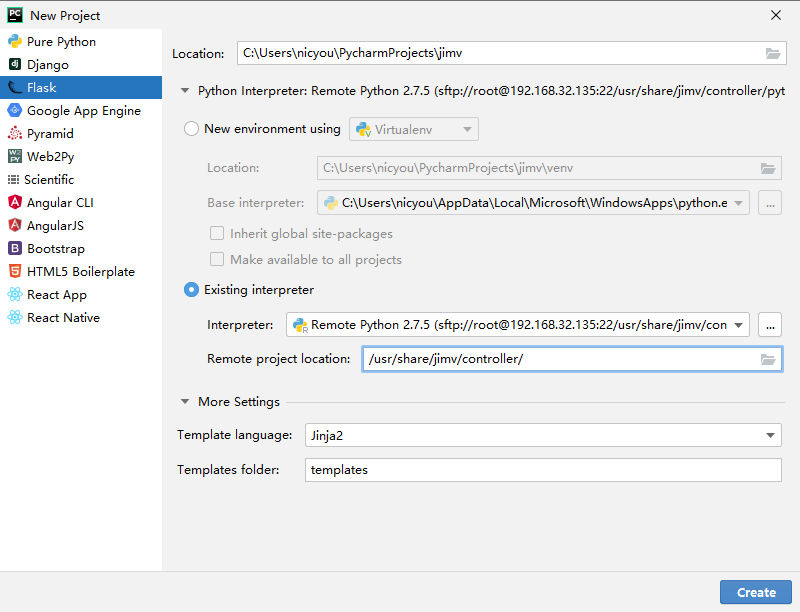 New Project
Pure Python
Django
Flask
Google App Engine
Pyramid
Web2Py
Scientific
Angular CLI
AngularJS
Bootstrap
HTML5 Boilerplate
React App
React Native
Location: C:\Users\nicyou\PycharmProjects\jimv
Python Interpreter: Remote Python 2.7.5 (sftp://root@192.168.32.135:22/usr/share/jimv/controller/pyt
New environment using Virtualenv
Location: C:\Users\nicyou\PycharmProjects\jimv\venv
Base interpreter: C:\Users\nicyou\AppData\Local\Microsoft\WindowsApps\python.e ...
Inherit global site-packages
Make available to all projects
Existing interpreter
Interpreter: Remote Python 2.7.5 (sftp://root@192.168.32.135:22/usr/share/jimv/con ...
Remote project location: /usr/share/jimv/controller/
More Settings
Template language: Jinja2
Templates folder: templates
Create